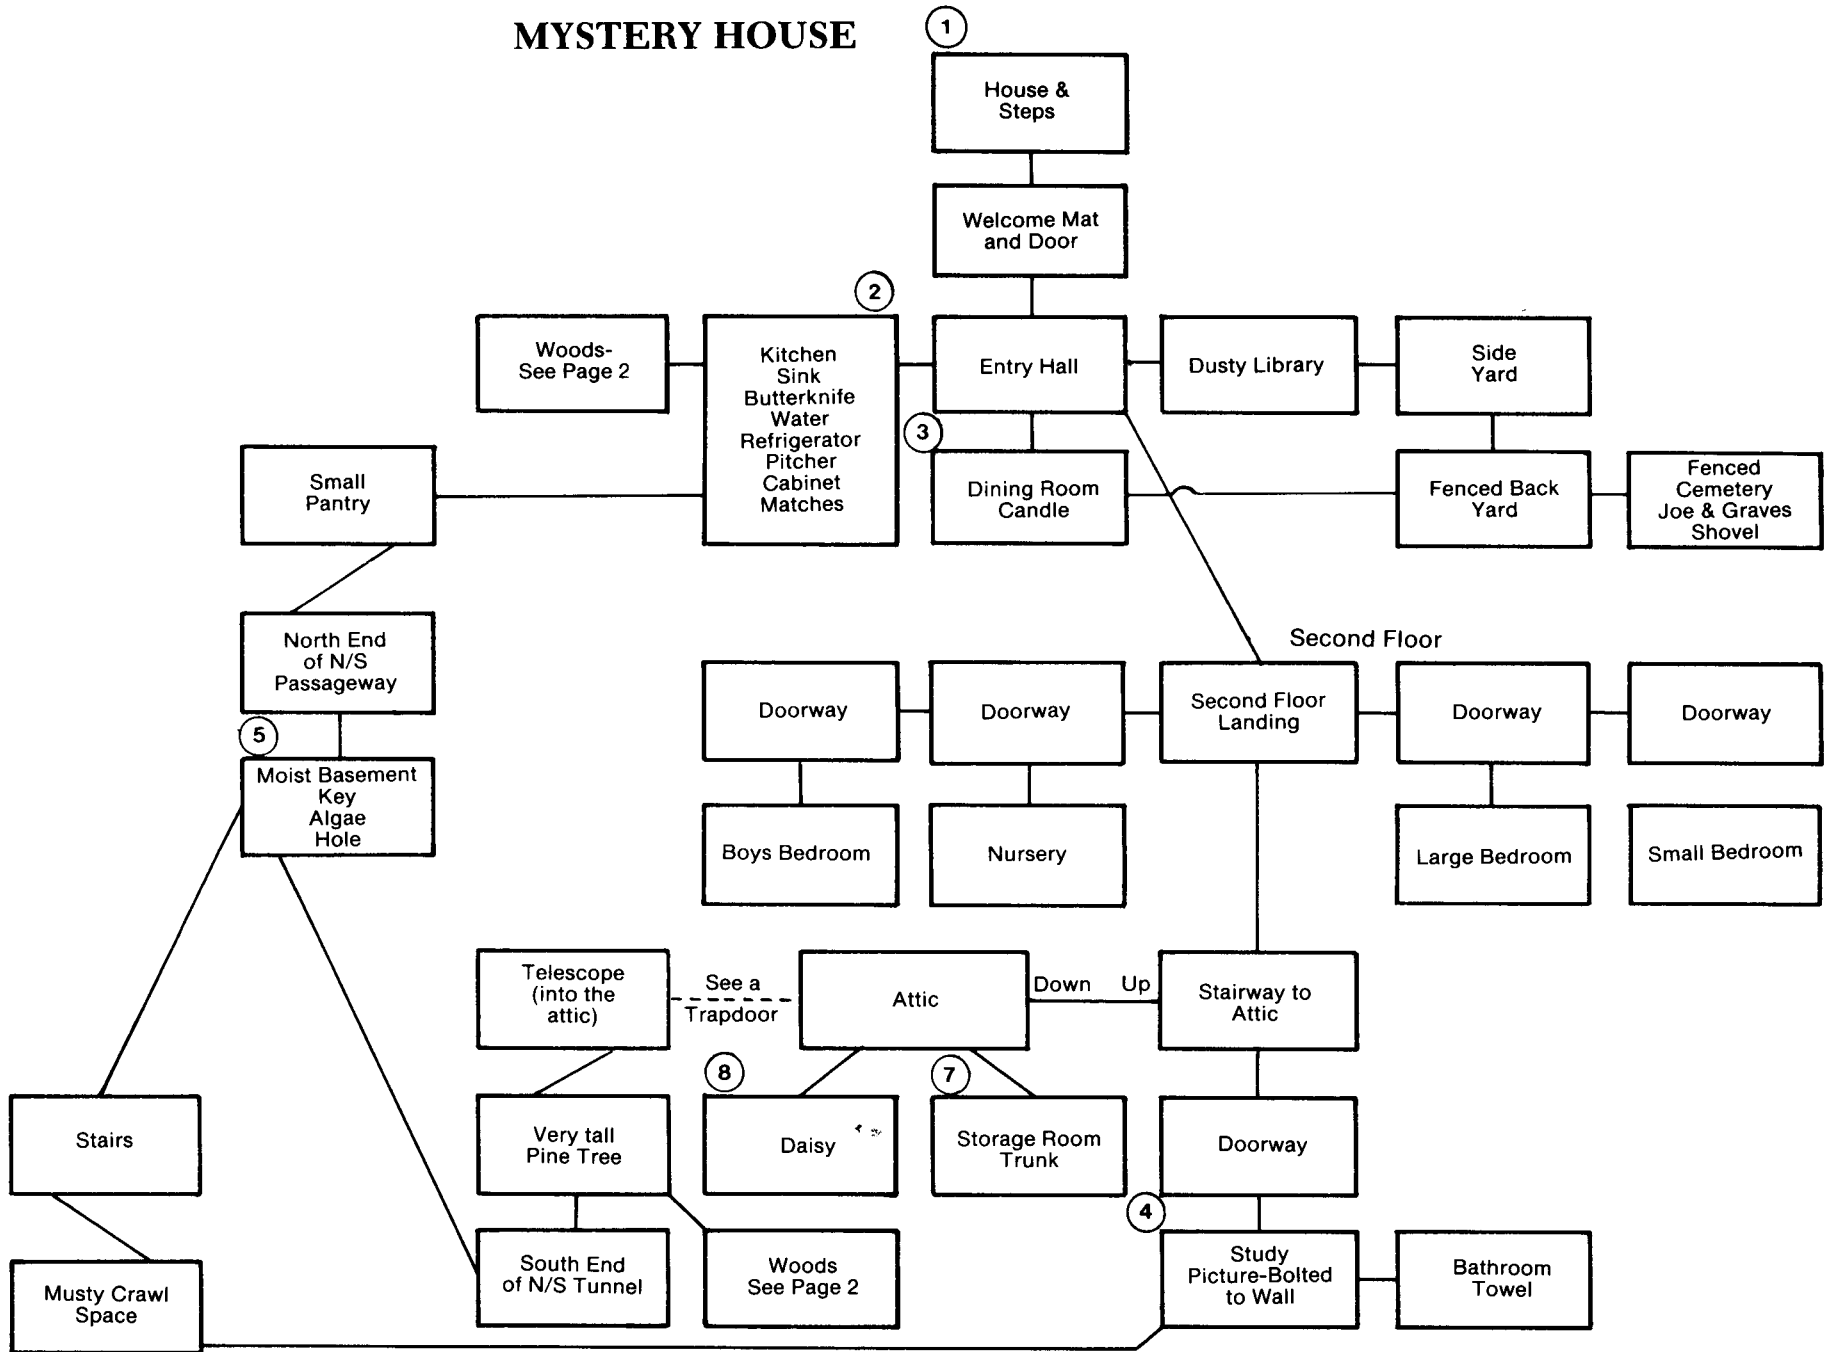 MYSTERY HOUSE
1
House &
Steps
Welcome Mat
and Door
2
Woods-
See Page 2
Kitchen
Sink
Butterknife
Water
Refrigerator
Pitcher
Cabinet
Matches
Entry Hall
Dusty Library
Side
Yard
3
Small
Pantry
Dining Room
Candle
Fenced Back
Yard
Fenced
Cemetery
Joe & Graves
Shovel
North End
of N/S
Passageway
Second Floor
Doorway
Doorway
Second Floor
Landing
Doorway
Doorway
5
Moist Basement
Key
Algae
Hole
Boys Bedroom
Nursery
Large Bedroom
Small Bedroom
Telescope
(into the
attic)
See a
Trapdoor
Attic
Down
Up
Stairway to
Attic
8
7
Stairs
Very tall
Pine Tree
Daisy
Storage Room
Trunk
Doorway
4
Musty Crawl
Space
South End
of N/S Tunnel
Woods
See Page 2
Study
Picture-Bolted
to Wall
Bathroom
Towel